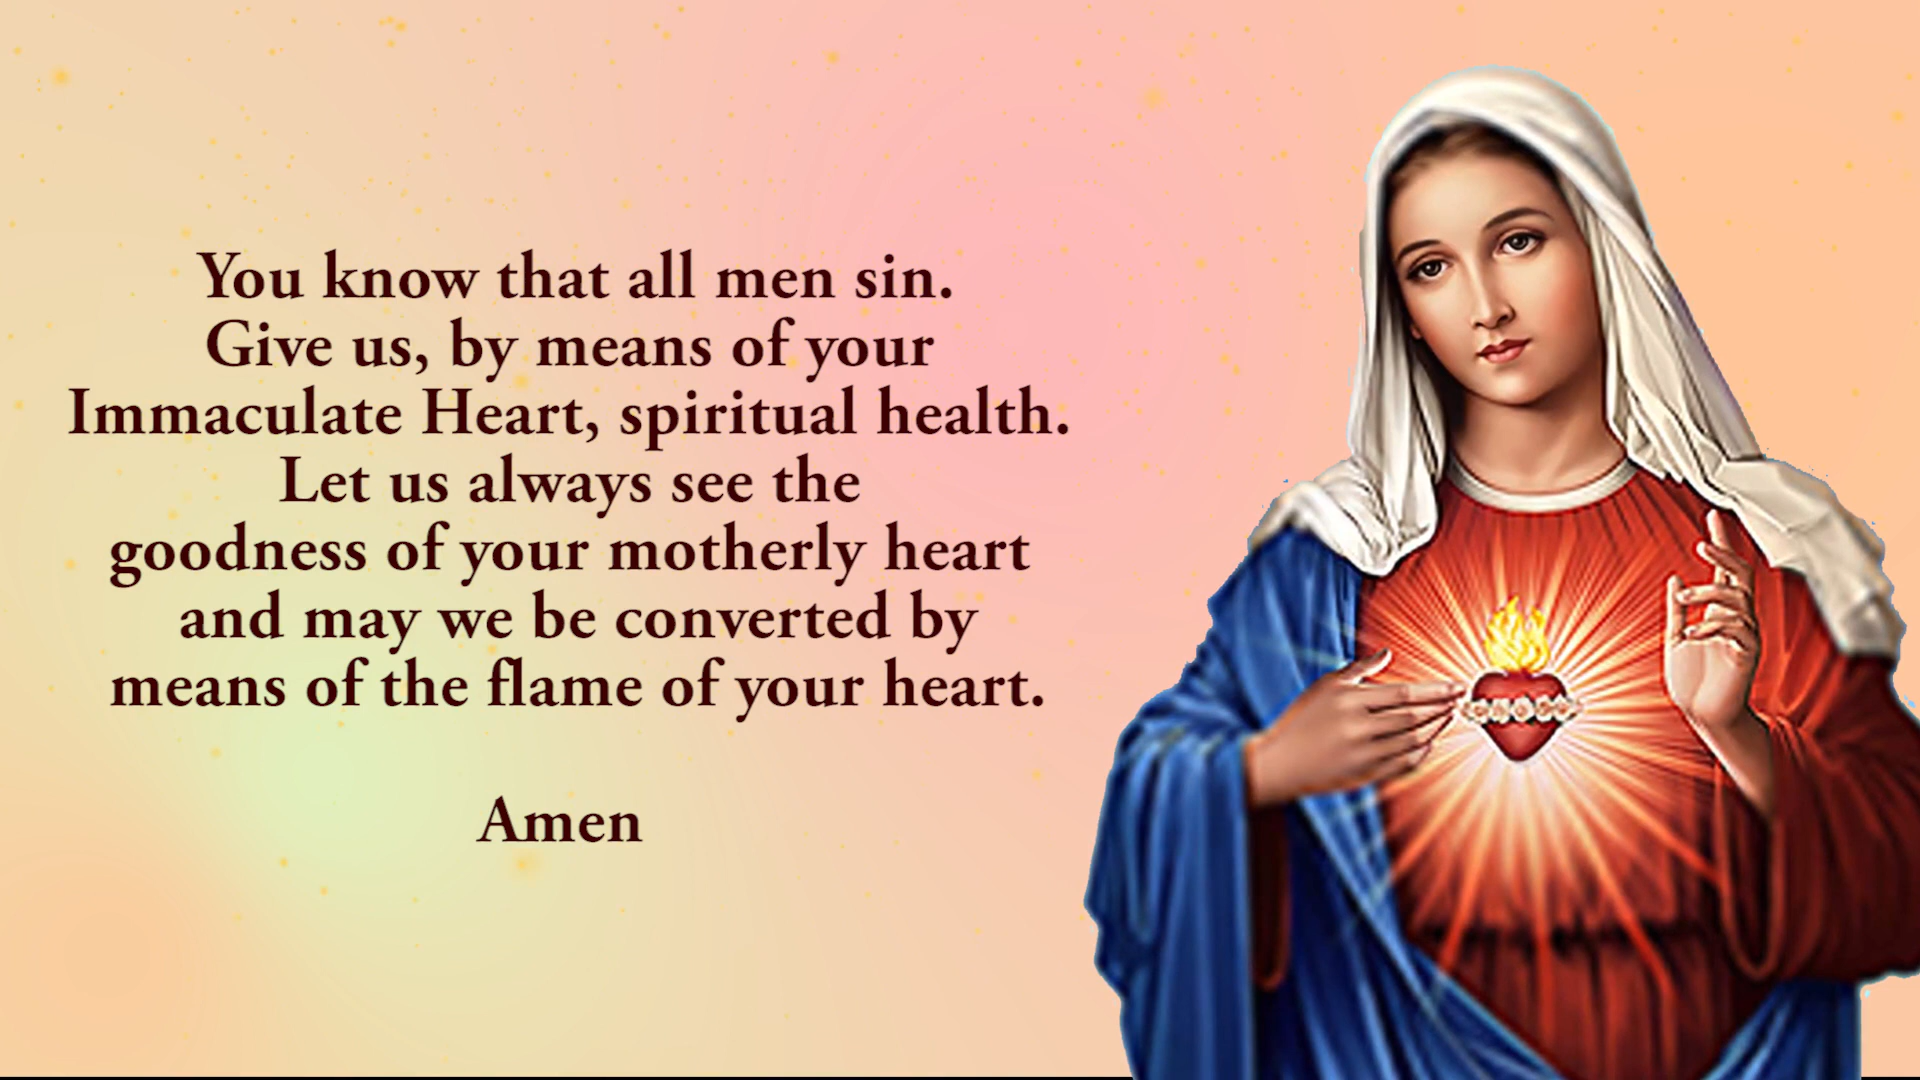 You know that all men sin.
Give us, by means of your
Immaculate Heart, spiritual health.
Let us always see the
goodness of your motherly heart
and may we be converted by
means of the flame of your heart.
Amen